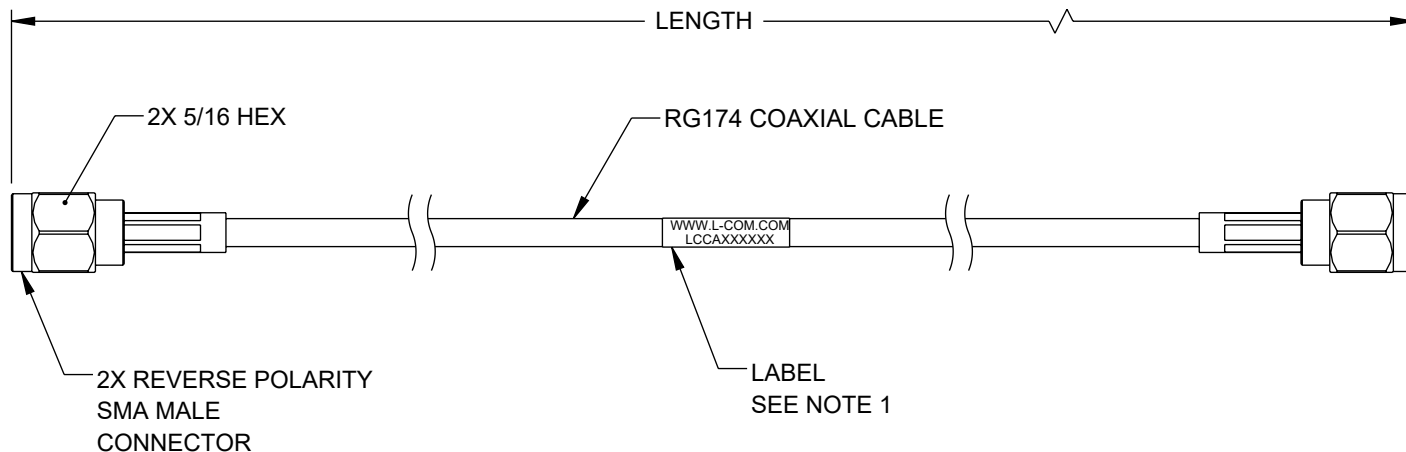 LENGTH
2X 5/16 HEX
RG174 COAXIAL CABLE
WWW.L-COM.COM
LCCAXXXXXX
2X REVERSE POLARITY
SMA MALE
CONNECTOR
LABEL
SEE NOTE 1